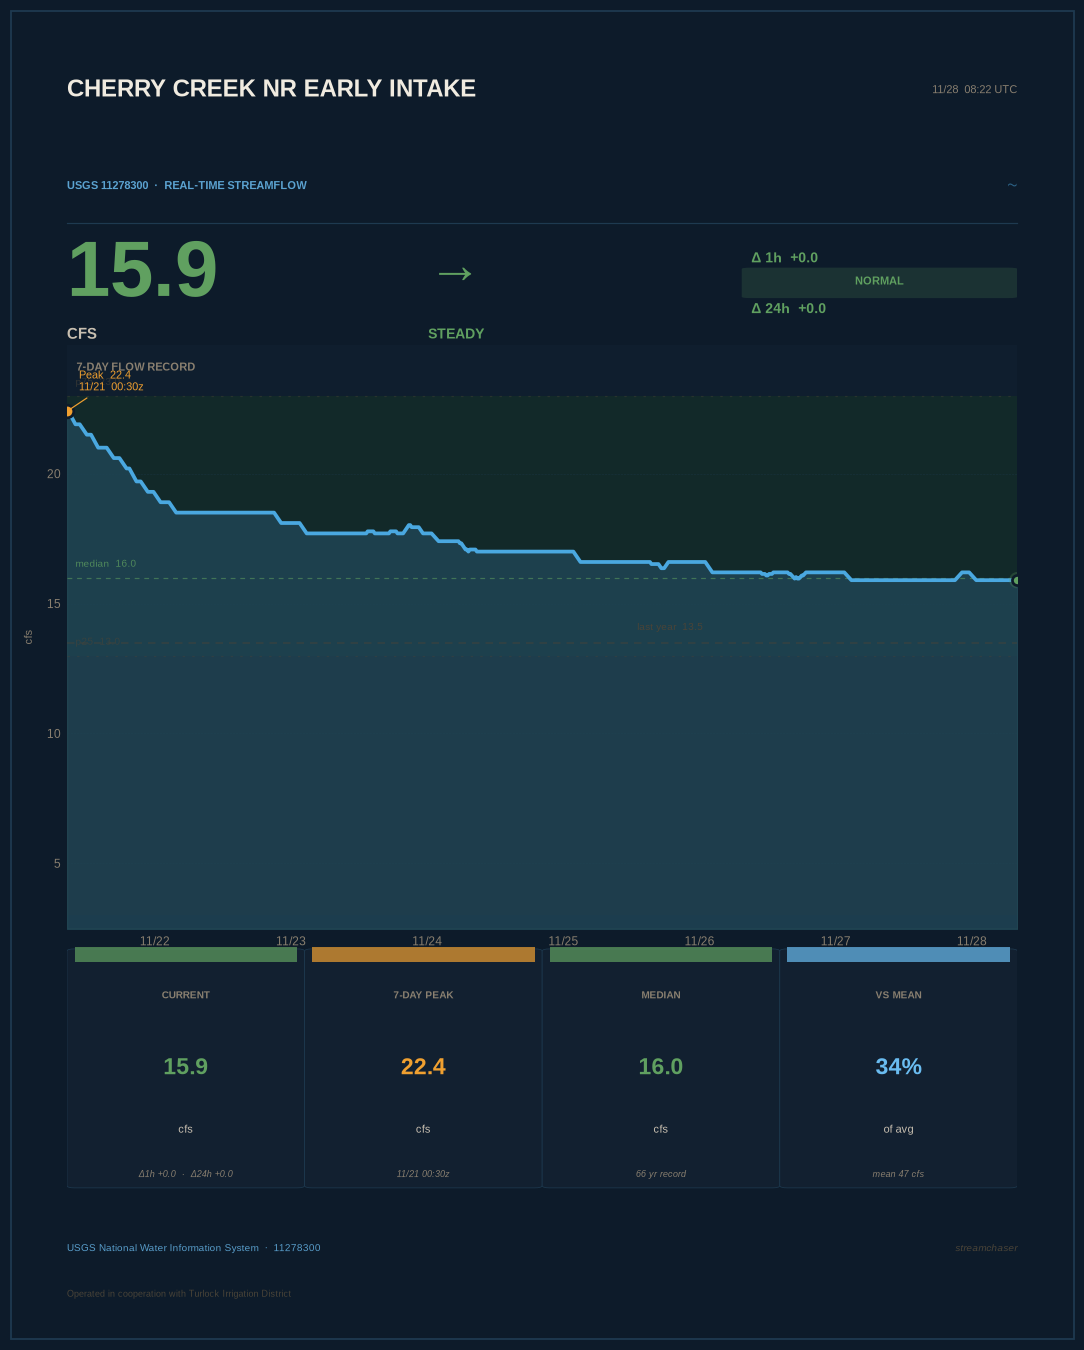 CHERRY CREEK NR EARLY INTAKE
11/28 08:22 UTC
USGS 11278300 · REAL-TIME STREAMFLOW
~
15.9
→
Δ 1h +0.0
NORMAL
Δ 24h +0.0
CFS
STEADY
7-DAY FLOW RECORD
Peak 22.4
11/21 00:30z
20
median 16.0
15
last year 13.5
cfs
10
5
11/22
11/23
11/24
11/25
11/26
11/27
11/28
CURRENT
7-DAY PEAK
MEDIAN
VS MEAN
15.9
22.4
16.0
34%
cfs
cfs
cfs
of avg
Δ1h +0.0 · Δ24h +0.0
11/21 00:30z
66 yr record
mean 47 cfs
USGS National Water Information System · 11278300
streamchaser
Operated in cooperation with Turlock Irrigation District